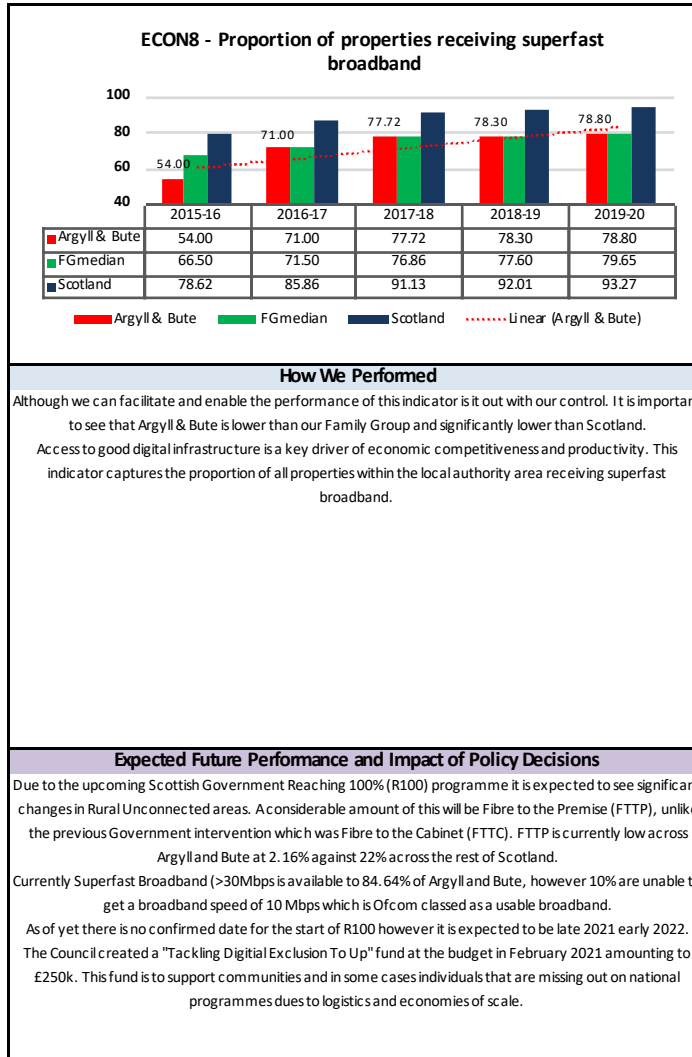 ECON8 - Proportion of properties receiving superfast
broadband
100
80
60
40
54.00
71.00
77.72
78.30
78.80
2015-16 2016-17 2017-18 2018-19 2019-20
Argyll & Bute 54.00 71.00 77.72 78.30 78.80
FGmedian 66.50 71.50 76.86 77.60 79.65
Scotland 78.62 85.86 91.13 92.01 93.27
Argyll & Bute FGmedian Scotland Linear (Argyll & Bute)
How We Performed
Although we can facilitate and enable the performance of this indicator is it out with our control. It is importan
to see that Argyll & Bute is lower than our Family Group and significantly lower than Scotland.
Access to good digital infrastructure is a key driver of economic competitiveness and productivity. This
indicator captures the proportion of all properties within the local authority area receiving superfast
broadband.
Expected Future Performance and Impact of Policy Decisions
Due to the upcoming Scottish Government Reaching 100% (R100) programme it is expected to see significan
changes in Rural Unconnected areas. A considerable amount of this will be Fibre to the Premise (FTTP), unlik
the previous Government intervention which was Fibre to the Cabinet (FTTC). FTTP is currently low across
Argyll and Bute at 2.16% against 22% across the rest of Scotland.
Currently Superfast Broadband (>30Mbps is available to 84.64% of Argyll and Bute, however 10% are unable t
get a broadband speed of 10 Mbps which is Ofcom classed as a usable broadband.
As of yet there is no confirmed date for the start of R100 however it is expected to be late 2021 early 2022.
The Council created a "Tackling Digitial Exclusion To Up" fund at the budget in February 2021 amounting to
£250k. This fund is to support communities and in some cases individuals that are missing out on national
programmes dues to logistics and economies of scale.